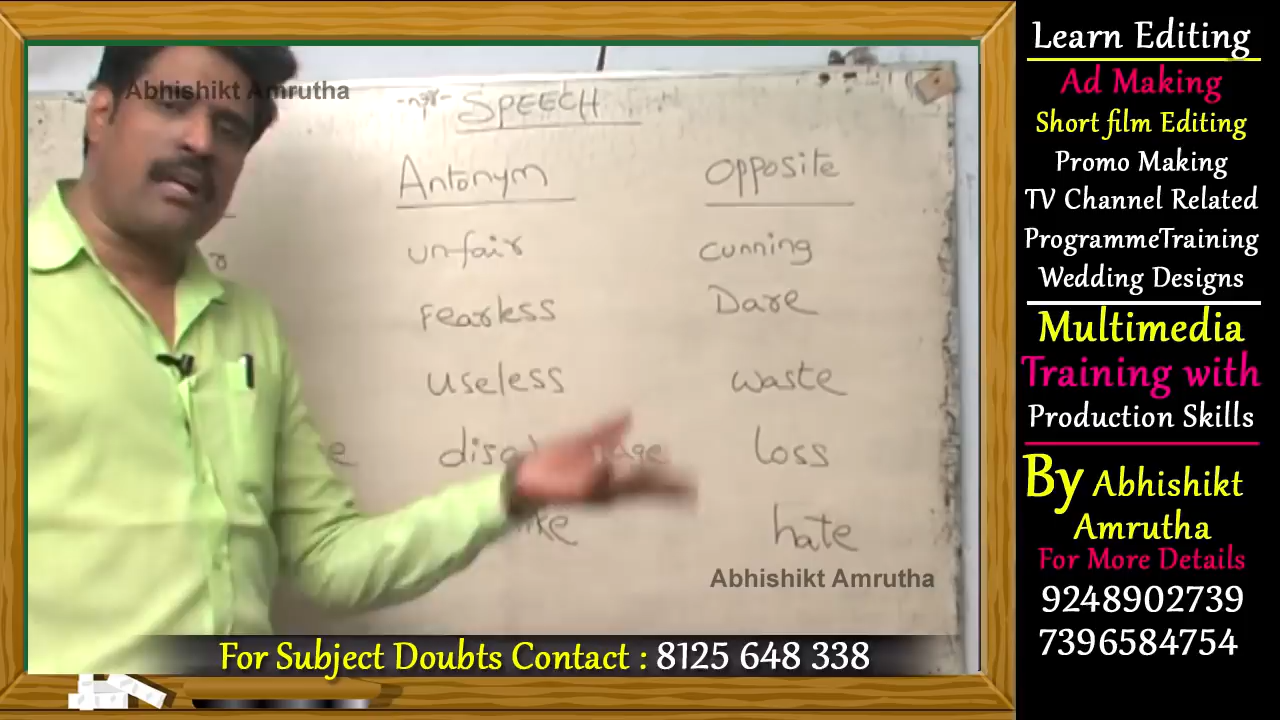 Abhishikt Amrutha
SPEECH
Antonym Opposite
unfair cunning
Fearless Dare
useless waste
loss
hate
Abhishikt Amrutha
For Subject Doubts Contact : 8125 648 338
Learn Editing
Ad Making
Short film Editing
Promo Making
TV Channel Related
ProgrammeTraining
Wedding Designs
Multimedia
Training with
Production Skills
By Abhishikt
Amrutha
For More Details
9248902739
7396584754